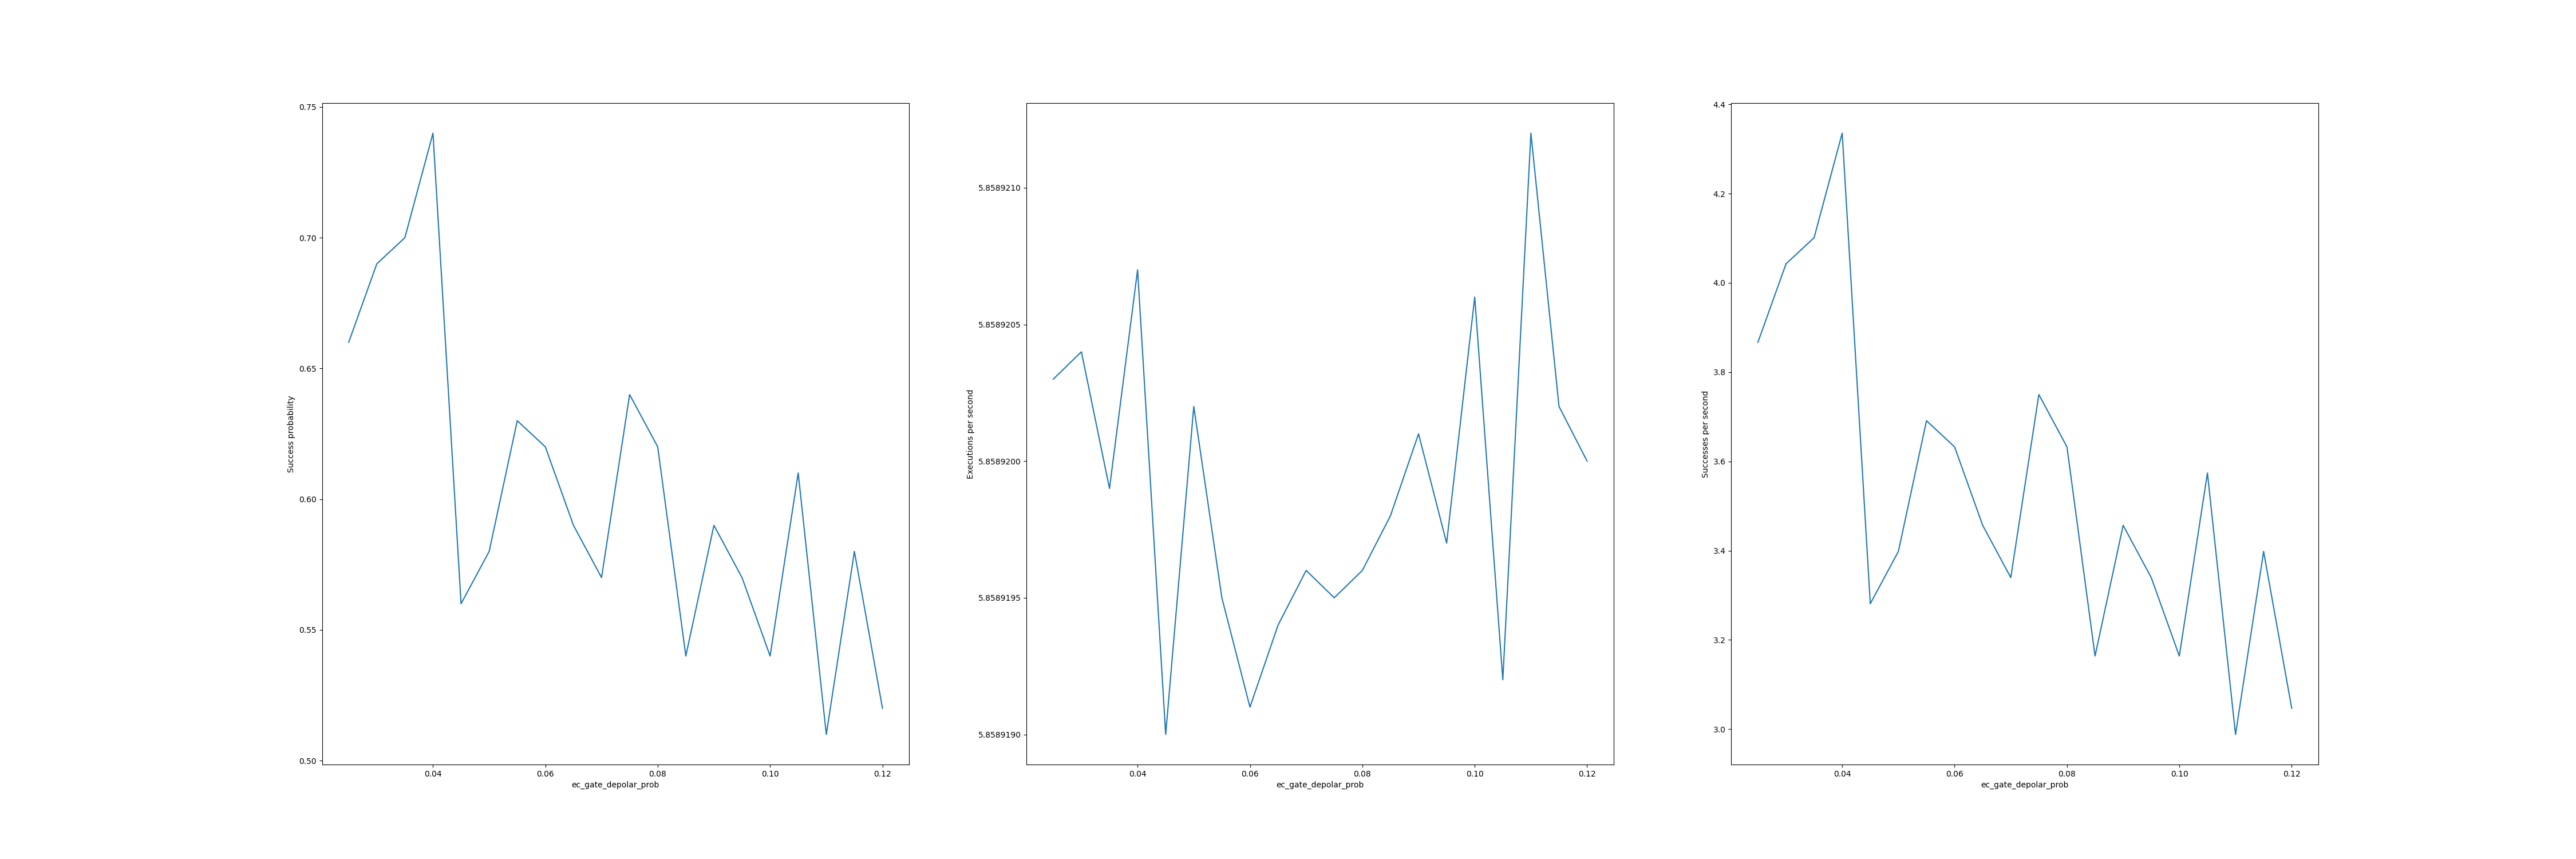 0.75
0.70
0.65
0.60
0.55
0.50
Success probability
0.04 0.06 0.08 0.10 0.12
ec_gate_depolar_prob
5.8589210
5.8589205
5.8589200
5.8589195
5.8589190
Executions per second
0.04 0.06 0.08 0.10 0.12
ec_gate_depolar_prob
4.4
4.2
4.0
3.8
3.6
3.4
3.2
3.0
Successes per second
0.04 0.06 0.08 0.10 0.12
ec_gate_depolar_prob